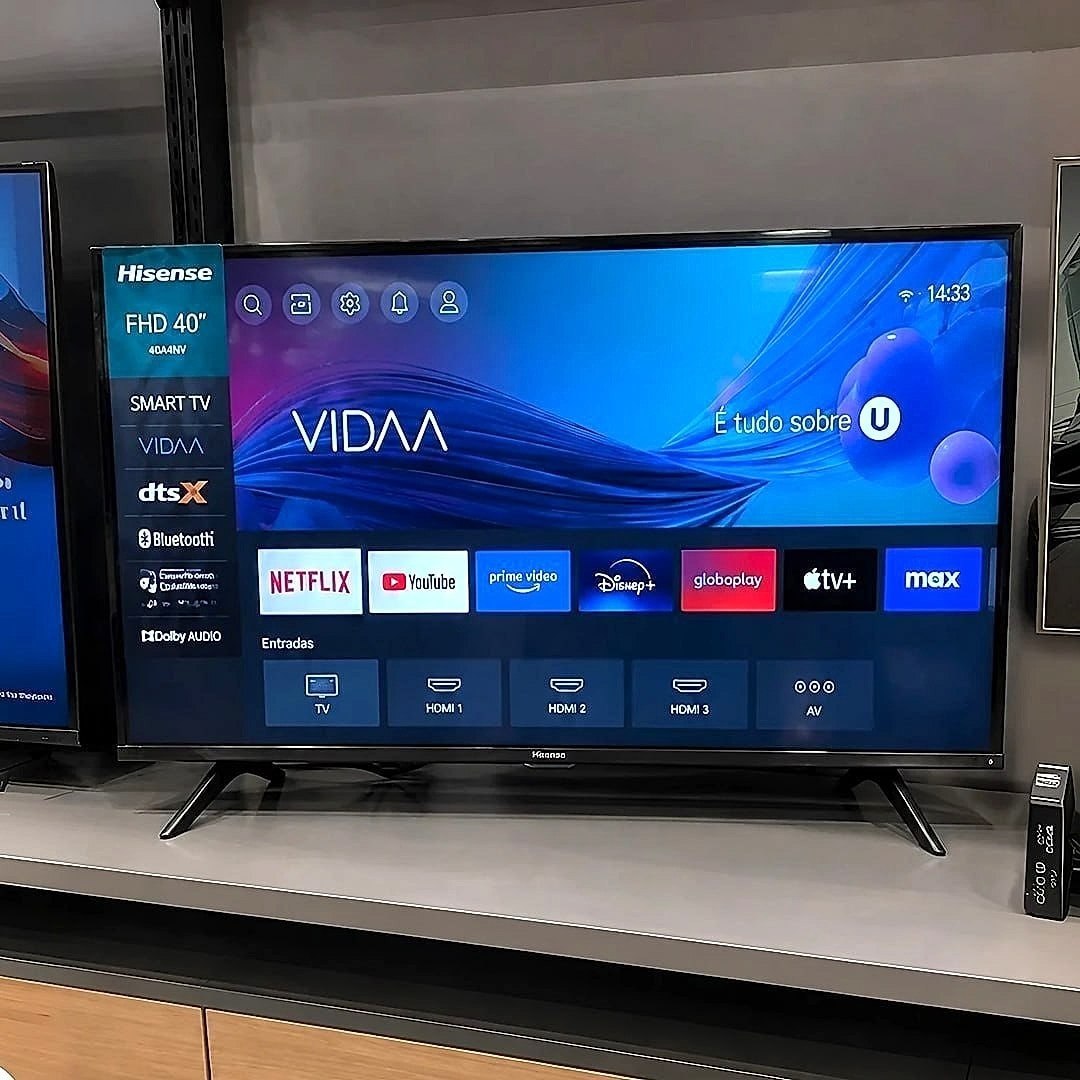 Hisense
FHD 40"
40A4NV
SMART TV
VIDAA
dtsX
Bluetootti
Dolby AUDIO
14:33
VIDAA
É tudo sobre U
NETFLIX
YouTube
prime video
Disney+
globoplay
tv+
max
Entradas
TV
HDMI 1
HDMI 2
HDMI 3
AV
Hisense